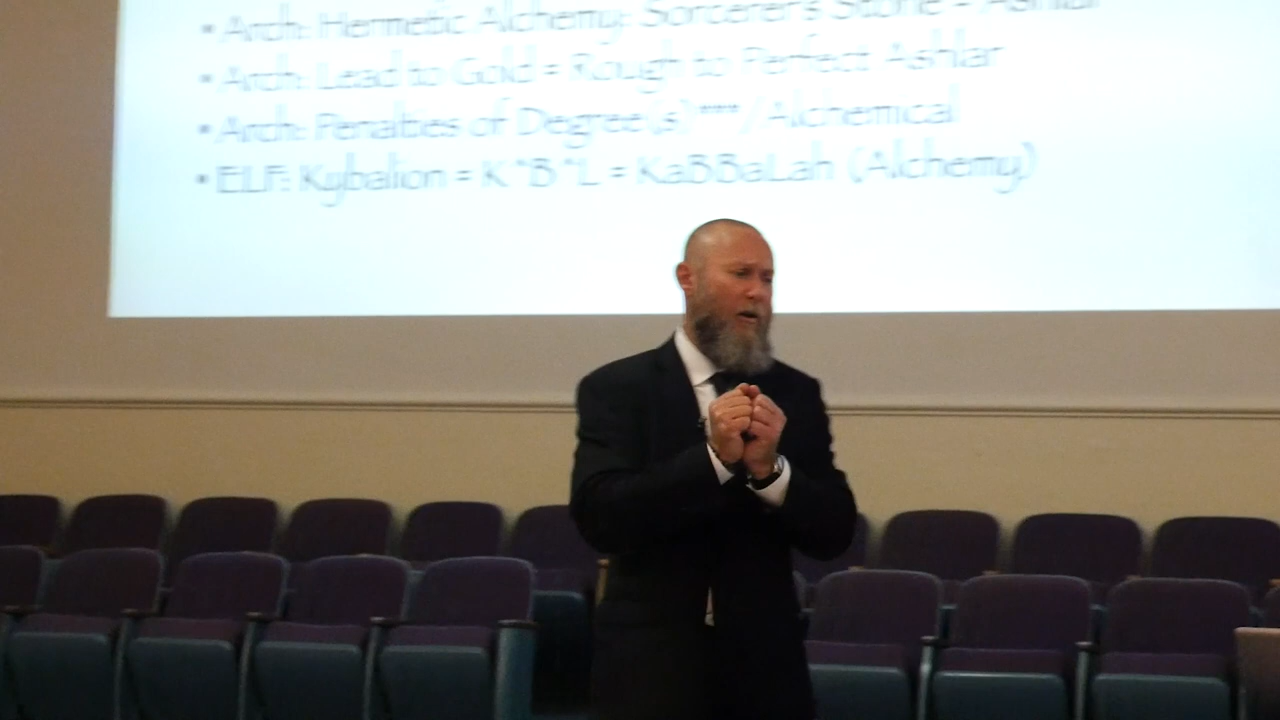 • Arch: Hermetic Alchemy: Sorcerer's Stone = Ashlar
• Arch: Lead to Gold = Rough to Perfect Ashlar
• Arch: Penalties of Degree(s) ***/Alchemical
• ELF: Kybalion = K*B*L = KaBBaLah (Alchemy)